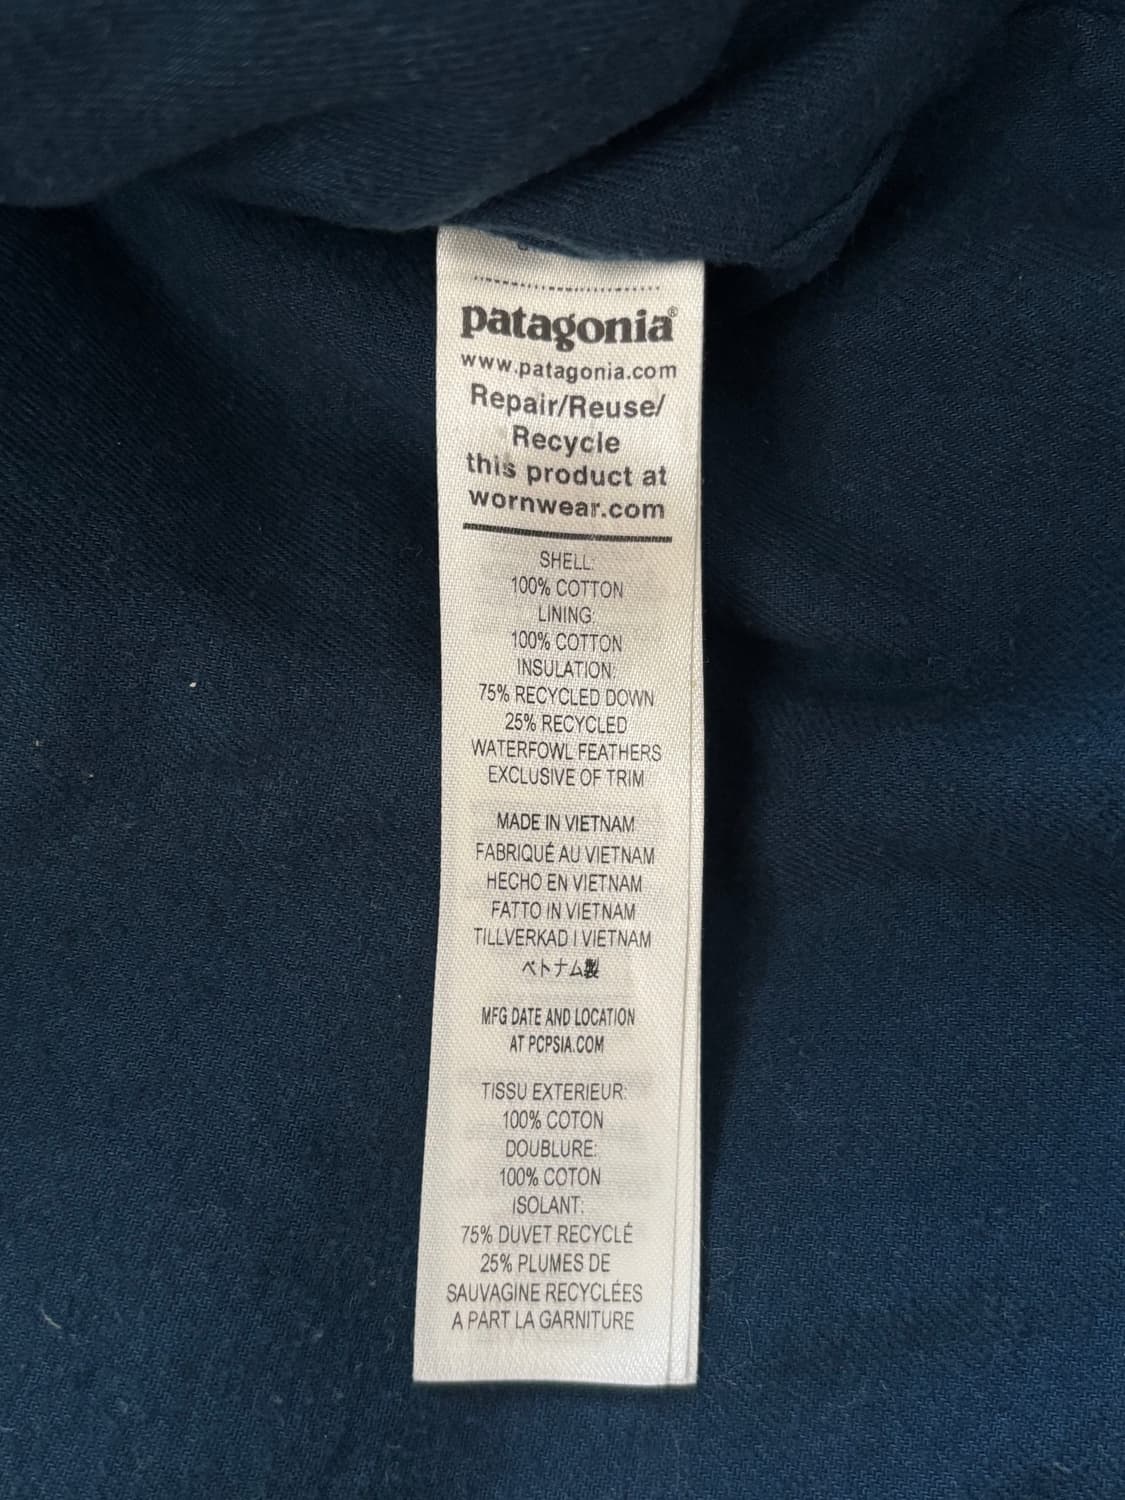 patagonia®
www.patagonia.com
Repair/Reuse/
Recycle
this product at
wornwear.com
SHELL:
100% COTTON
LINING:
100% COTTON
INSULATION:
75% RECYCLED DOWN
25% RECYCLED
WATERFOWL FEATHERS
EXCLUSIVE OF TRIM
MADE IN VIETNAM
FABRIQUÉ AU VIETNAM
HECHO EN VIETNAM
FATTO IN VIETNAM
TILLVERKAD I VIETNAM
ベトナム製
MFG DATE AND LOCATION
AT PCPSIA.COM
TISSU EXTERIEUR:
100% COTON
DOUBLURE:
100% COTON
ISOLANT:
75% DUVET RECYCLÉ
25% PLUMES DE
SAUVAGINE RECYCLÉES
A PART LA GARNITURE